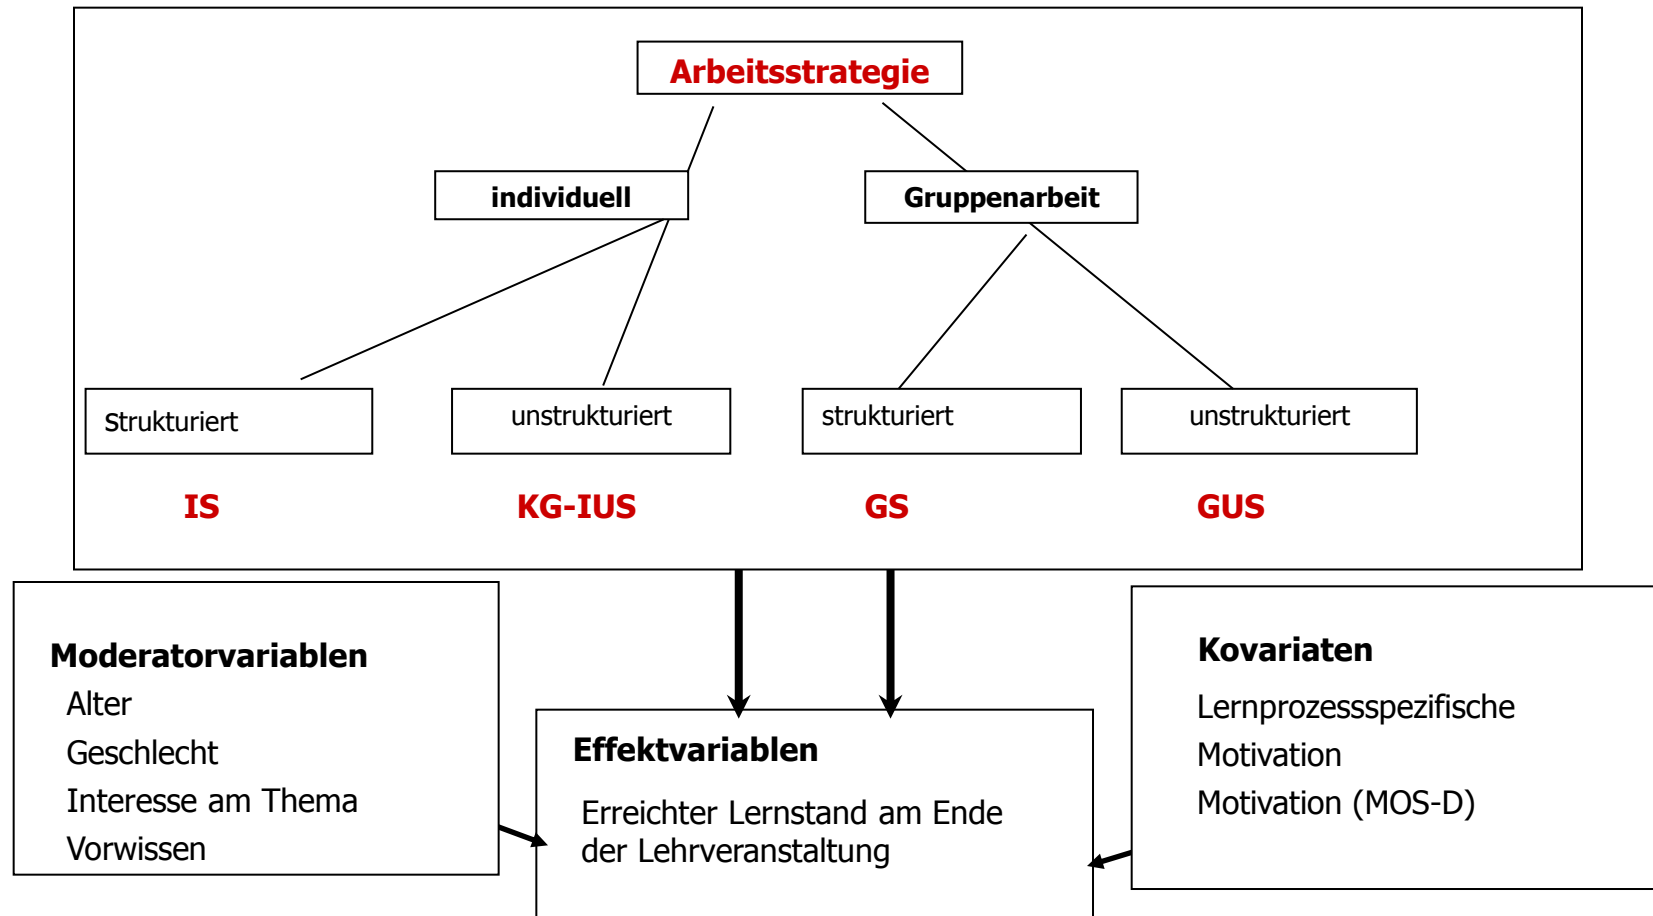 Arbeitsstrategie
individuell
Gruppenarbeit
strukturiert
unstrukturiert
strukturiert
unstrukturiert
IS
KG-IUS
GS
GUS
Moderatorvariablen
Alter
Geschlecht
Interesse am Thema
Vorwissen
Effektvariablen
Erreichter Lernstand am Ende
der Lehrveranstaltung
Kovariaten
Lernprozessspezifische
Motivation
Motivation (MOS-D)